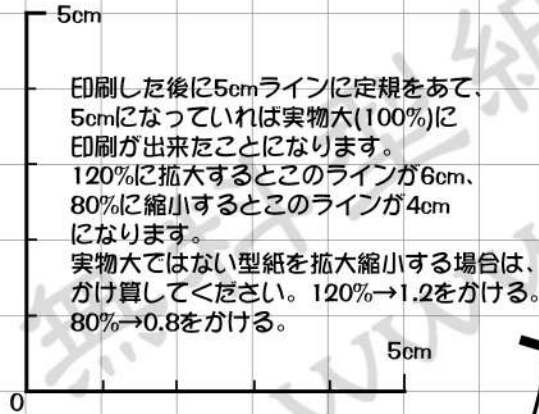 5cm
印刷した後に5cmラインに定規をあて、
5cmになっていれば実物大(100%)に
印刷が出来たことになります。
120%に拡大するとこのラインが6cm、
80%に縮小するとこのラインが4cm
になります。
実物大ではない型紙を拡大縮小する場合は、
かけ算してください。120%→1.2をかける。
80%→0.8をかける。
5cm
0
無料型紙
www